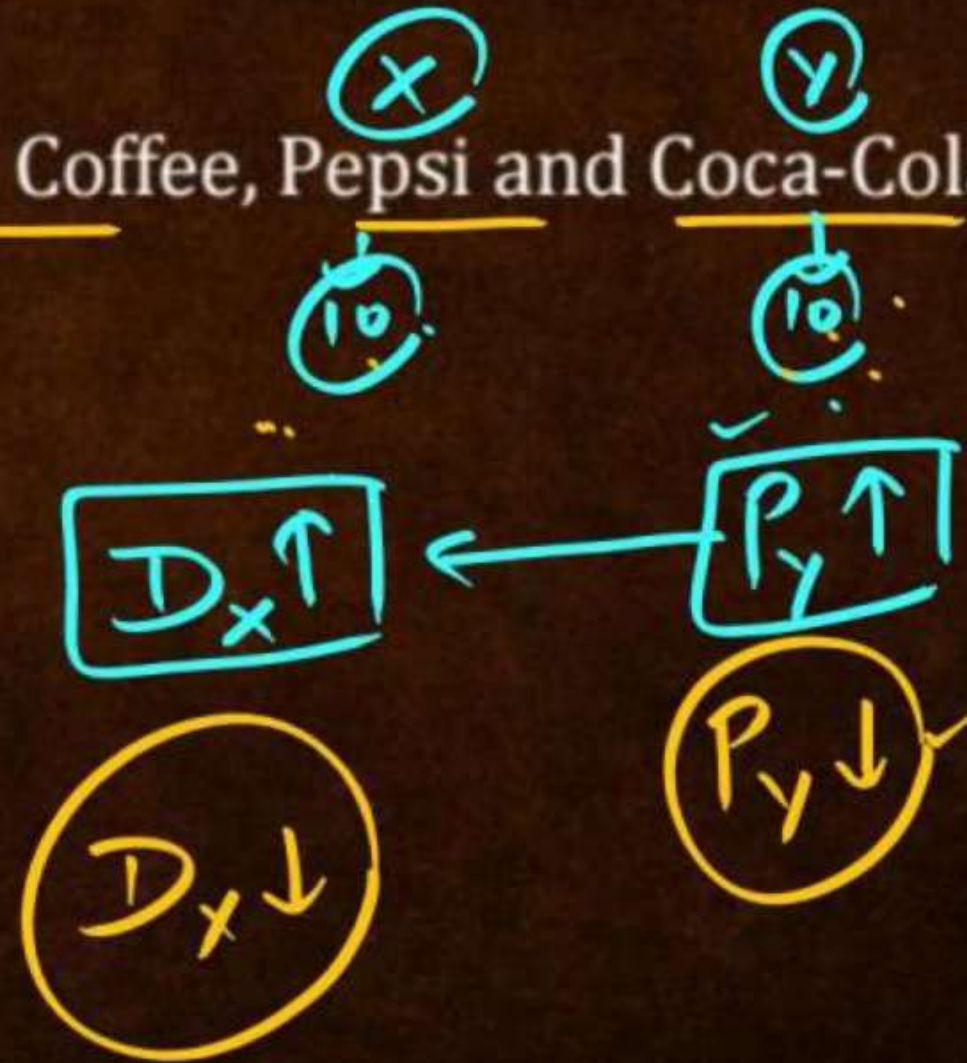 X Y
Coffee, Pepsi and Coca-Col
10 10
Dx↑ ← Py↑
Py↓
Dx↓